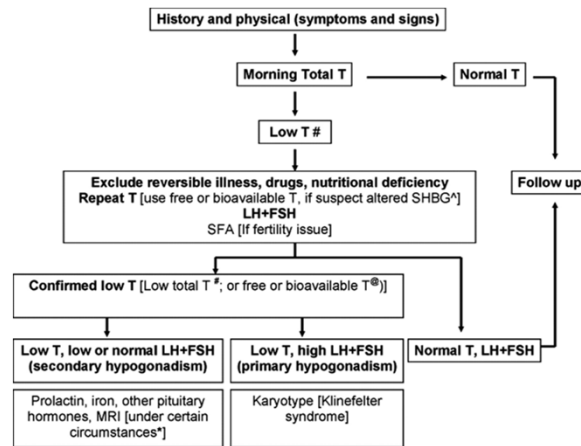 History and physical (symptoms and signs)
Morning Total T
Normal T
Low T #
Exclude reversible illness, drugs, nutritional deficiency
Repeat T [use free or bioavailable T, if suspect altered SHBG^]
LH+FSH
SFA [If fertility issue]
Follow up
Confirmed low T [Low total T #; or free or bioavailable T@)]
Low T, low or normal LH+FSH
(secondary hypogonadism)
Low T, high LH+FSH
(primary hypogonadism)
Normal T, LH+FSH
Prolactin, iron, other pituitary
hormones, MRI [under certain
circumstances*]
Karyotype [Klinefelter
syndrome]